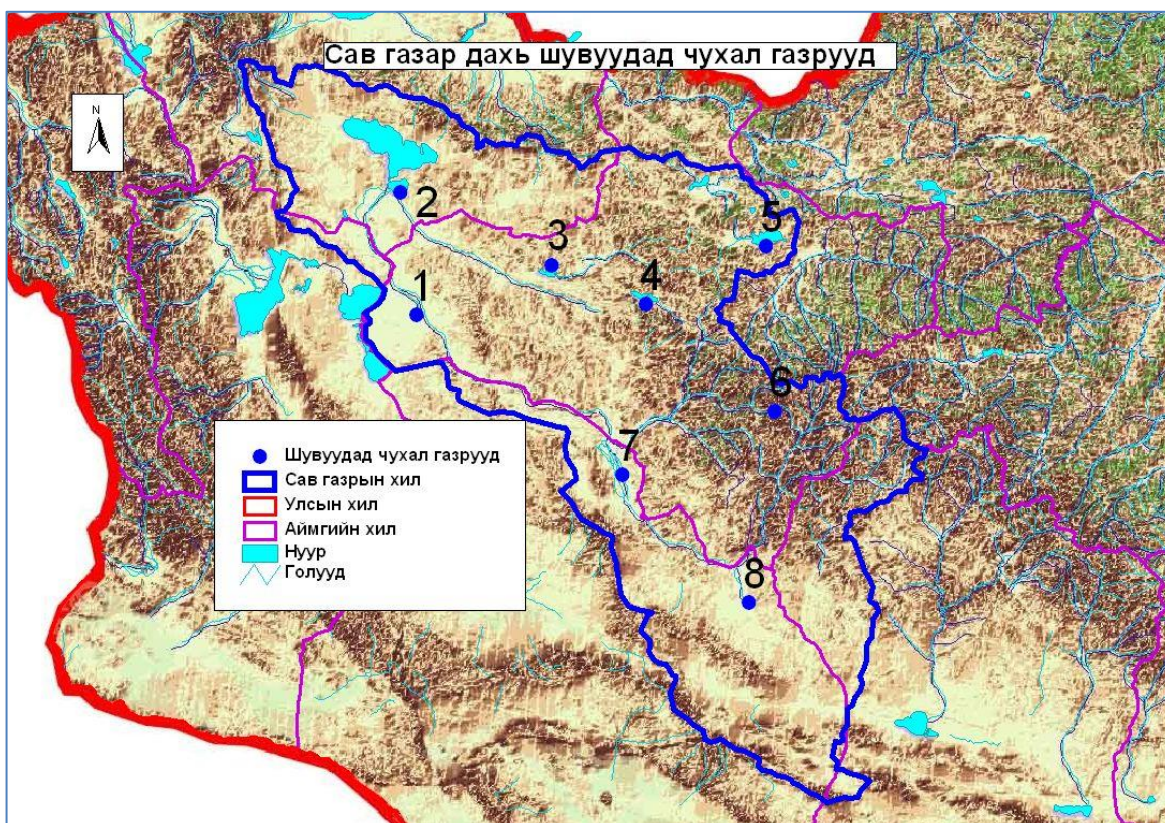 Сав газар дахь шувуудад чухал газрууд
N
2
5
3
4
1
6
7
8
Шувуудад чухал газрууд
Сав газрын хил
Улсын хил
Аймгийн хил
Нуур
Голууд